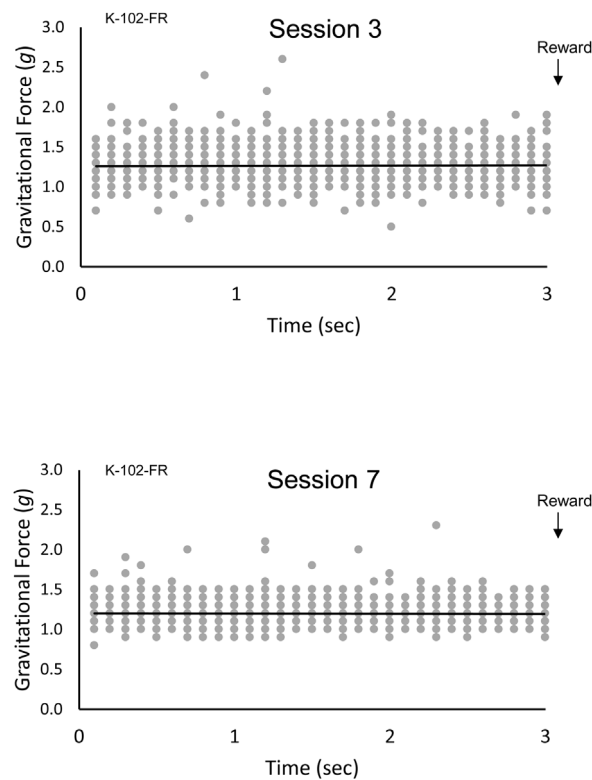 K-102-FR
Session 3
Reward
Gravitational Force (g)
3.0
2.5
2.0
1.5
1.0
0.5
0.0
0 1 2 3
Time (sec)
K-102-FR
Session 7
Reward
Gravitational Force (g)
3.0
2.5
2.0
1.5
1.0
0.5
0.0
0 1 2 3
Time (sec)